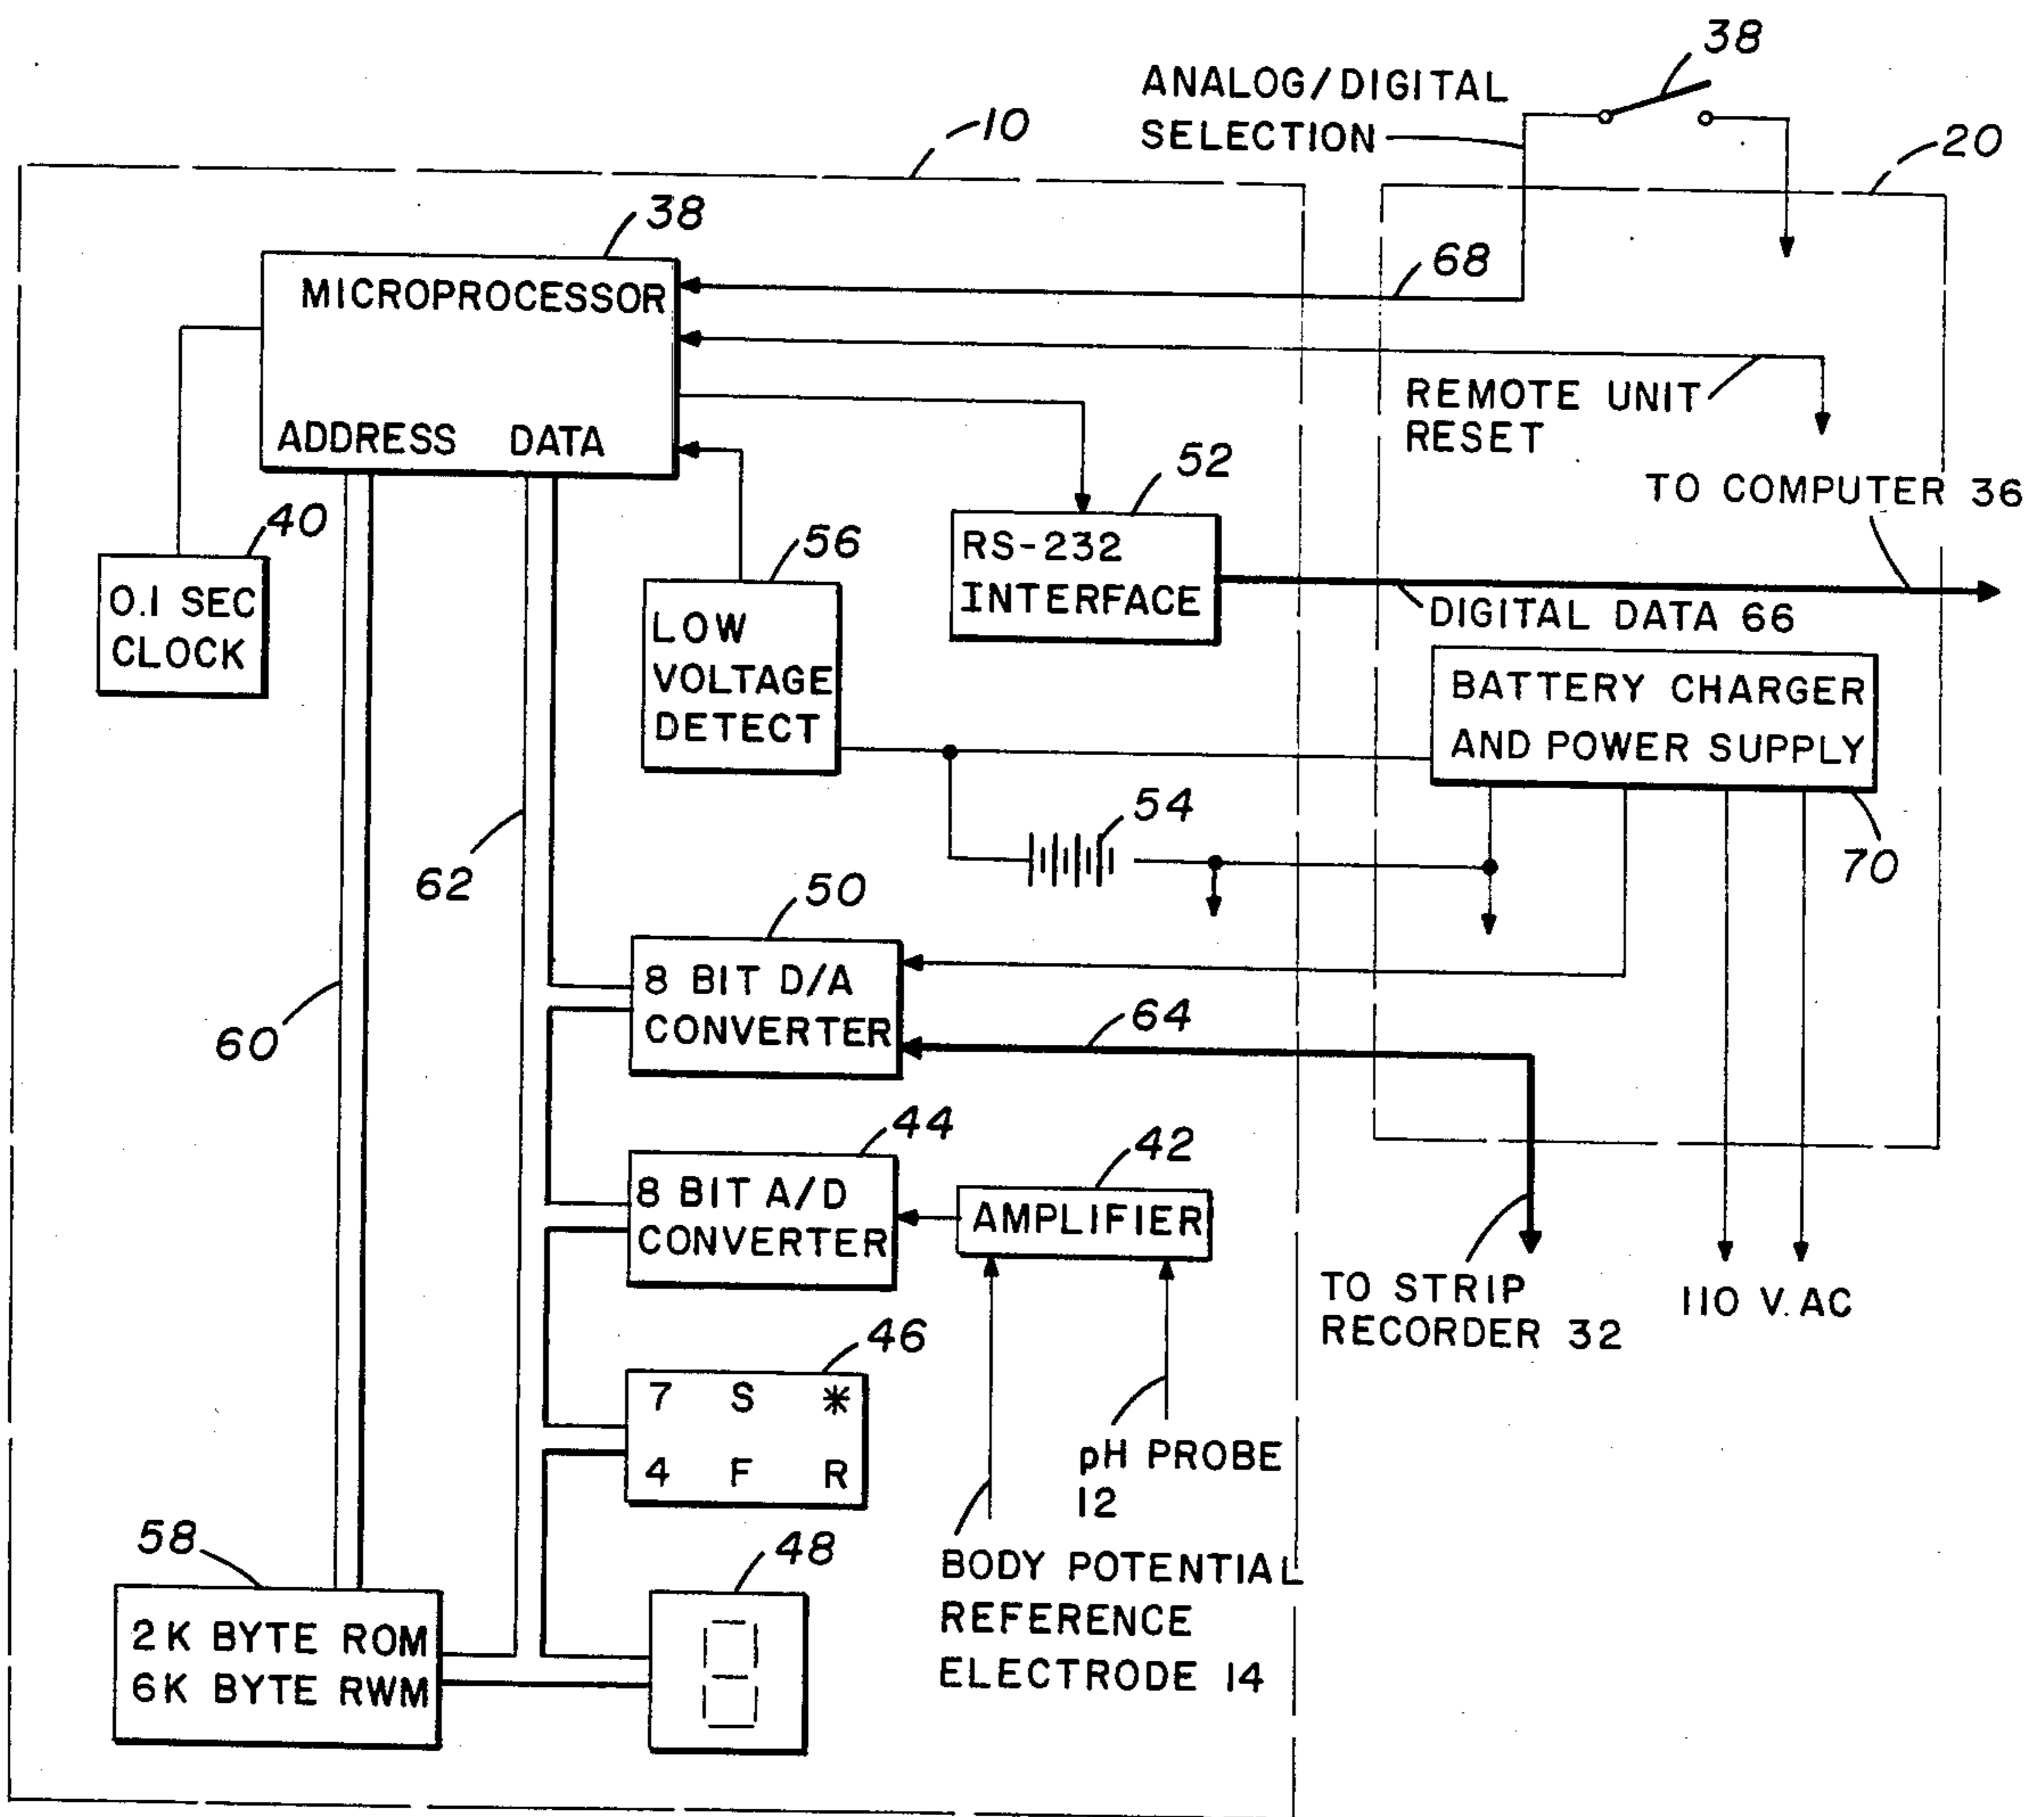 38
ANALOG/DIGITAL
SELECTION
10
20
38
MICROPROCESSOR
68
ADDRESS DATA
REMOTE UNIT
RESET
52
TO COMPUTER 36
40
56
RS-232
INTERFACE
0.1 SEC
CLOCK
LOW
VOLTAGE
DETECT
DIGITAL DATA 66
BATTERY CHARGER
AND POWER SUPPLY
54
70
62
50
8 BIT D/A
CONVERTER
60
64
44
42
8 BIT A/D
CONVERTER
AMPLIFIER
TO STRIP
RECORDER 32
110 V. AC
46
7 S *
4 F R
pH PROBE
12
58
48
BODY POTENTIAL
REFERENCE
ELECTRODE 14
2K BYTE ROM
6K BYTE RWM
8